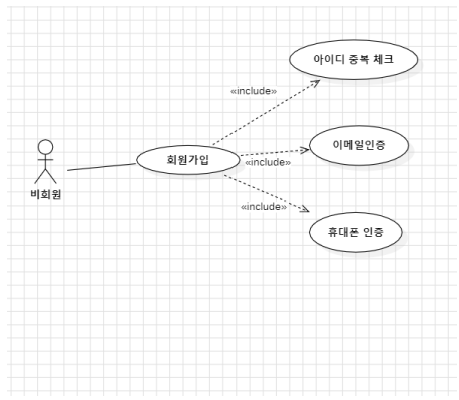 아이디 중복 체크
«include»
이메일인증
회원가입
«include»
비회원
«include»
휴대폰 인증